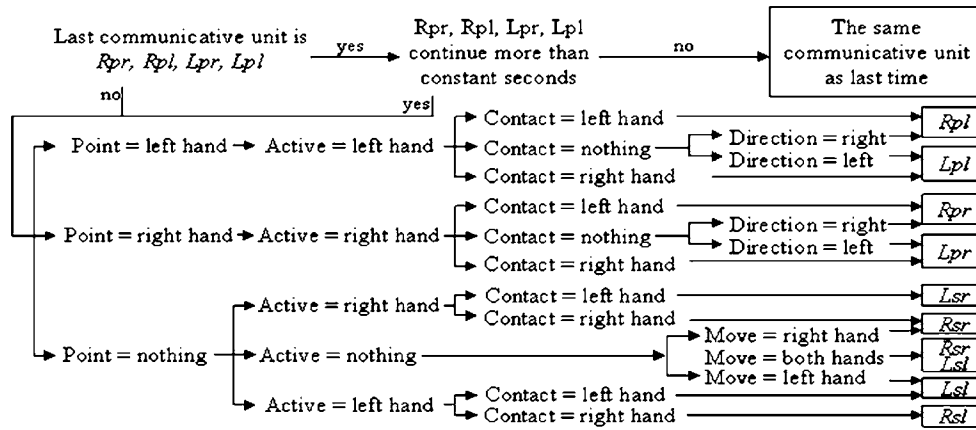 Last communicative unit is
Rpr, Rpl, Lpr, Lpl
yes
Rpr, Rpl, Lpr, Lpl
continue more than
constant seconds
no
The same
communicative unit
as last time
no
yes
Point = left hand
Active = left hand
Contact = left hand
Contact = nothing
Contact = right hand
Direction = right
Direction = left
Rpl
Lpl
Point = right hand
Active = right hand
Contact = left hand
Contact = nothing
Contact = right hand
Direction = right
Direction = left
Rpr
Lpr
Point = nothing
Active = right hand
Contact = left hand
Contact = right hand
Lsr
Rsr
Active = nothing
Move = right hand
Move = both hands
Move = left hand
Rsr
Lsl
Lsl
Active = left hand
Contact = left hand
Contact = right hand
Rsl